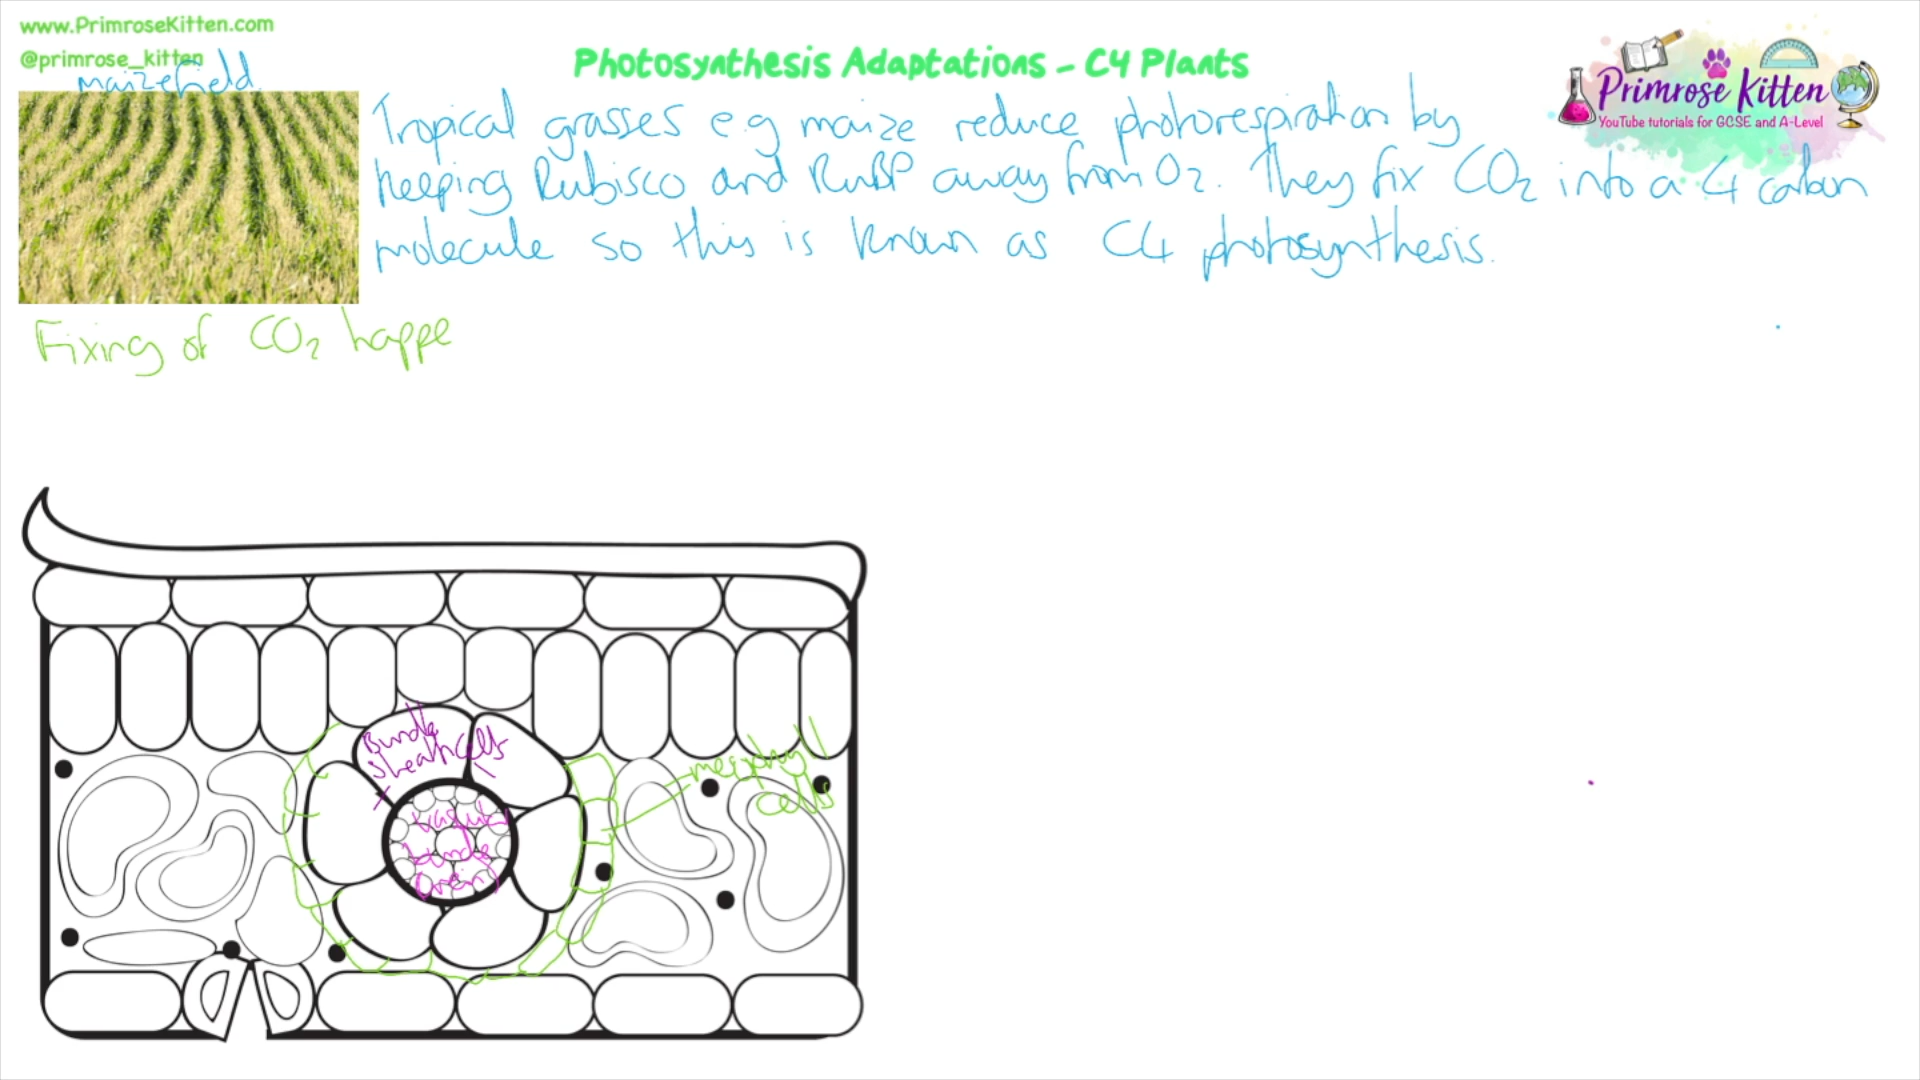 www.PrimroseKitten.com
@primrose_kitten
Photosynthesis Adaptations - C4 Plants
Primrose Kitten
YouTube tutorials for GCSE and A-Level
maize field
Tropical grasses e.g maize reduce photorespiration by
keeping Rubisco and RuBP away from O2. They fix CO2 into a 4 carbon
molecule so this is known as C4 photosynthesis.
Fixing of CO2 happe
Bundle
Sheath cells
mesophyll
cells
bundle